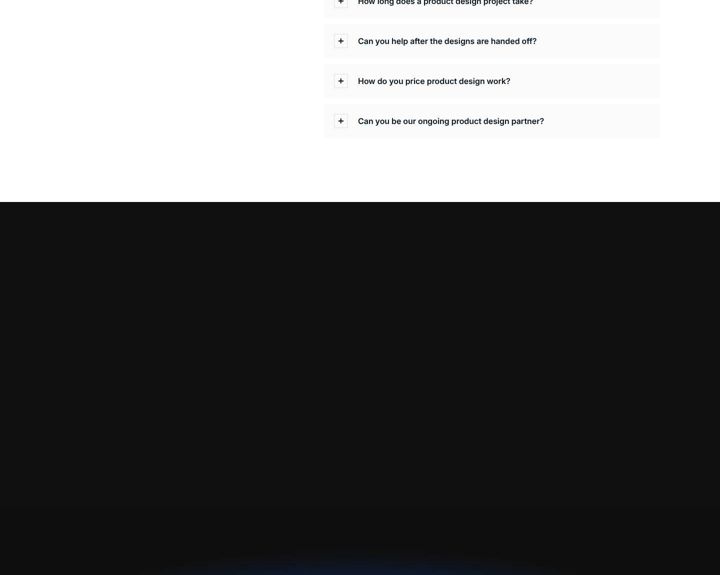 How long does a product design project take?
Can you help after the designs are handed off?
How do you price product design work?
Can you be our ongoing product design partner?